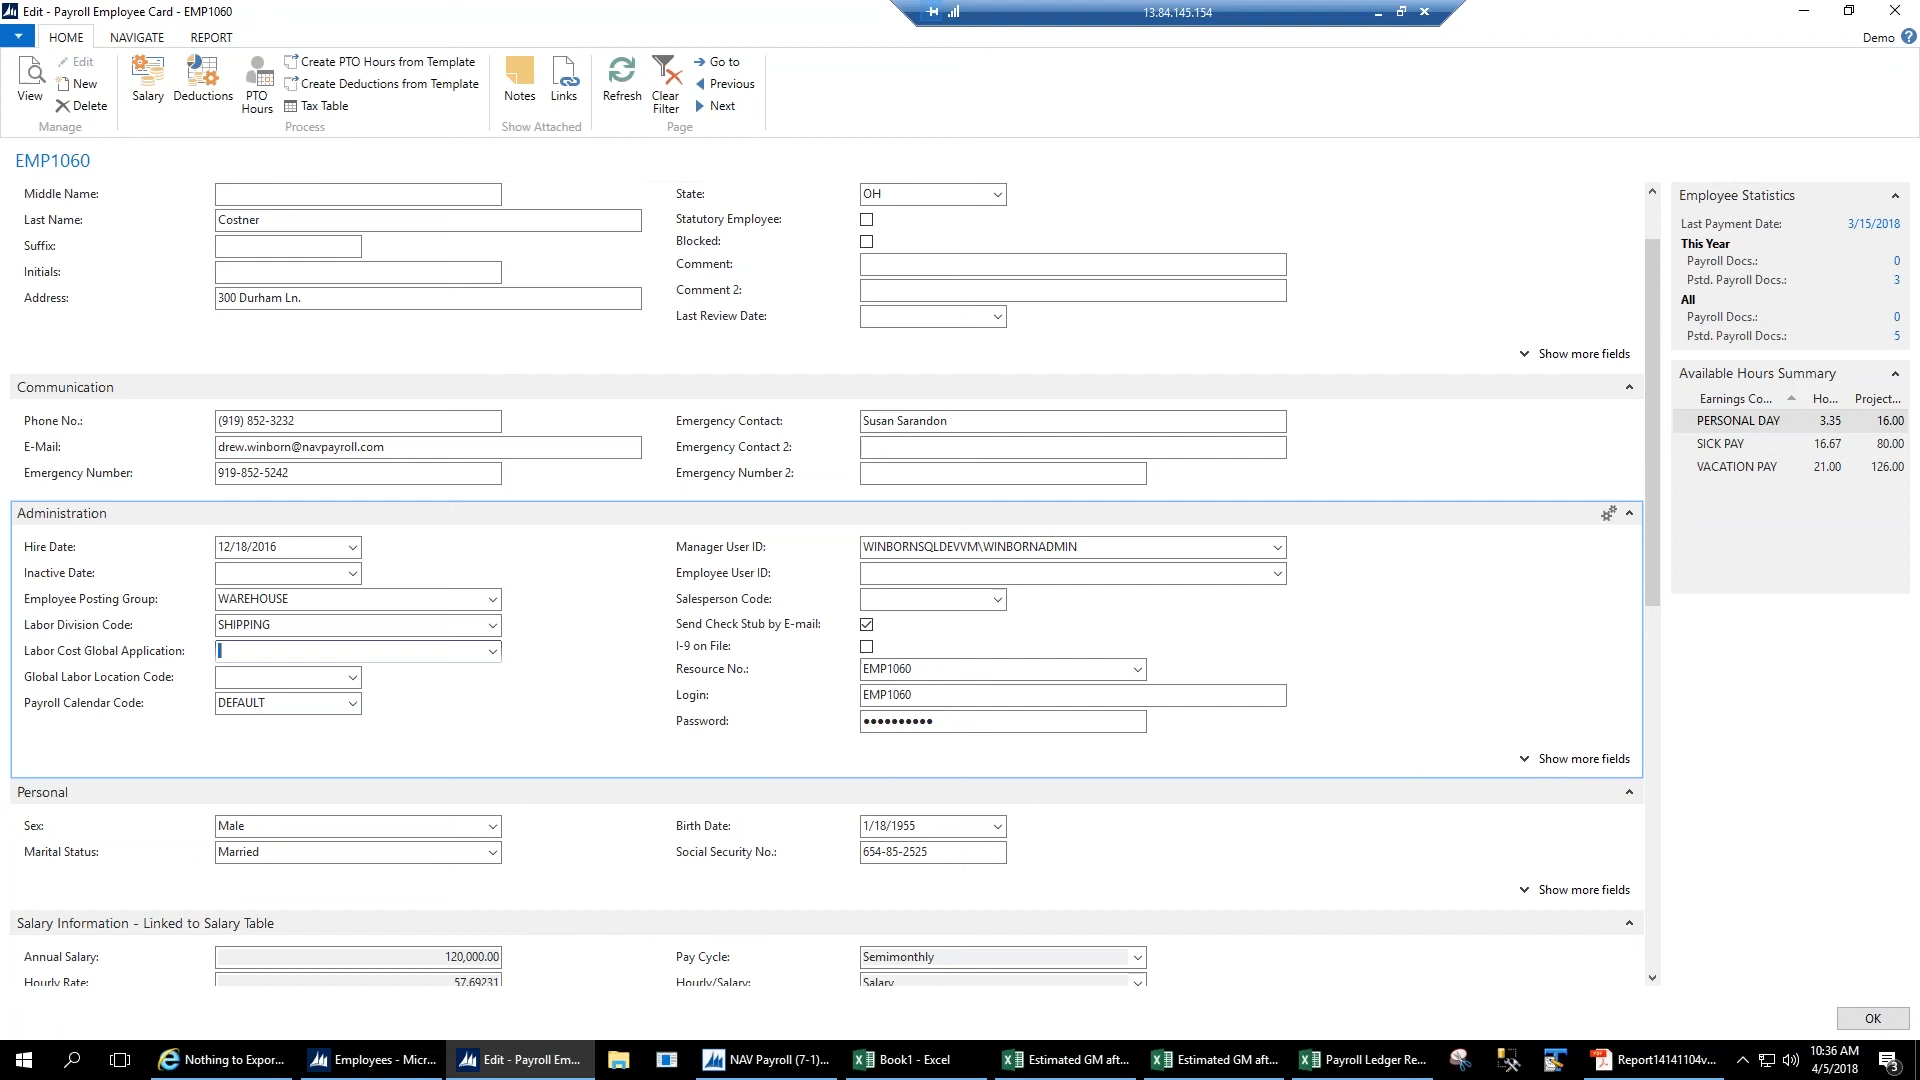 Edit - Payroll Employee Card - EMP1060
13.84.145.154
HOME NAVIGATE REPORT
Demo
View
Edit
New
Delete
Manage
Salary
Deductions
PTO Hours
Create PTO Hours from Template
Create Deductions from Template
Tax Table
Process
Notes
Links
Show Attached
Refresh
Clear Filter
Go to
Previous
Next
Page
EMP1060
Middle Name:
Last Name: Costner
Suffix:
Initials:
Address: 300 Durham Ln.
State: OH
Statutory Employee:
Blocked:
Comment:
Comment 2:
Last Review Date:
Show more fields
Communication
Phone No.: (919) 852-3232
E-Mail: drew.winborn@navpayroll.com
Emergency Number: 919-852-5242
Emergency Contact: Susan Sarandon
Emergency Contact 2:
Emergency Number 2:
Administration
Hire Date: 12/18/2016
Inactive Date:
Employee Posting Group: WAREHOUSE
Labor Division Code: SHIPPING
Labor Cost Global Application:
Global Labor Location Code:
Payroll Calendar Code: DEFAULT
Manager User ID: WINBORNSQLDEVVM\WINBORNADMIN
Employee User ID:
Salesperson Code:
Send Check Stub by E-mail:
I-9 on File:
Resource No.: EMP1060
Login: EMP1060
Password: ●●●●●●●●●●
Show more fields
Personal
Sex: Male
Marital Status: Married
Birth Date: 1/18/1955
Social Security No.: 654-85-2525
Show more fields
Salary Information - Linked to Salary Table
Annual Salary: 120,000.00
Hourly Rate: 57.69231
Pay Cycle: Semimonthly
Hourly/Salary: Salary
Employee Statistics
Last Payment Date: 3/15/2018
This Year
Payroll Docs.: 0
Pstd. Payroll Docs.: 3
All
Payroll Docs.: 0
Pstd. Payroll Docs.: 5
Available Hours Summary
Earnings Co... Ho... Project...
PERSONAL DAY 3.35 16.00
SICK PAY 16.67 80.00
VACATION PAY 21.00 126.00
OK
Nothing to Expor...
Employees - Micr...
Edit - Payroll Em...
NAV Payroll (7-1)...
Book1 - Excel
Estimated GM aft...
Estimated GM aft...
Payroll Ledger Re...
Report14141104v...
10:36 AM
4/5/2018
3